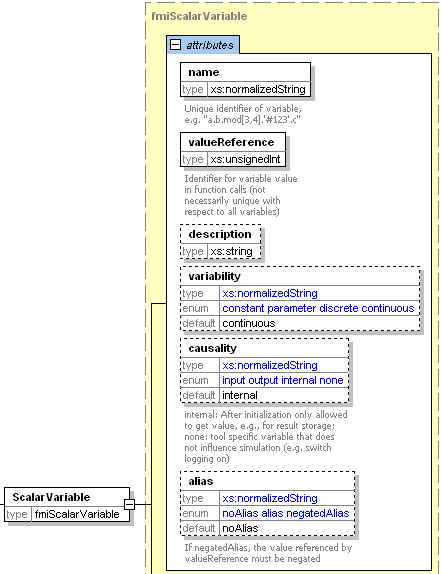 fmiScalarVariable
attributes
name
type xs:normalizedString
Unique identifier of variable,
e.g. "a.b.mod[3,4].'#123'.c"
valueReference
type xs:unsignedInt
Identifier for variable value
in function calls (not
necessarily unique with
respect to all variables)
description
type xs:string
variability
type xs:normalizedString
enum constant parameter discrete continuous
default continuous
causality
type xs:normalizedString
enum input output internal none
default internal
internal: After initialization only allowed
to get value, e.g., for result storage;
none: tool specific variable that does
not influence simulation (e.g. switch
logging on)
alias
type xs:normalizedString
enum noAlias alias negatedAlias
default noAlias
If negatedAlias, the value referenced by
valueReference must be negated
ScalarVariable
type fmiScalarVariable